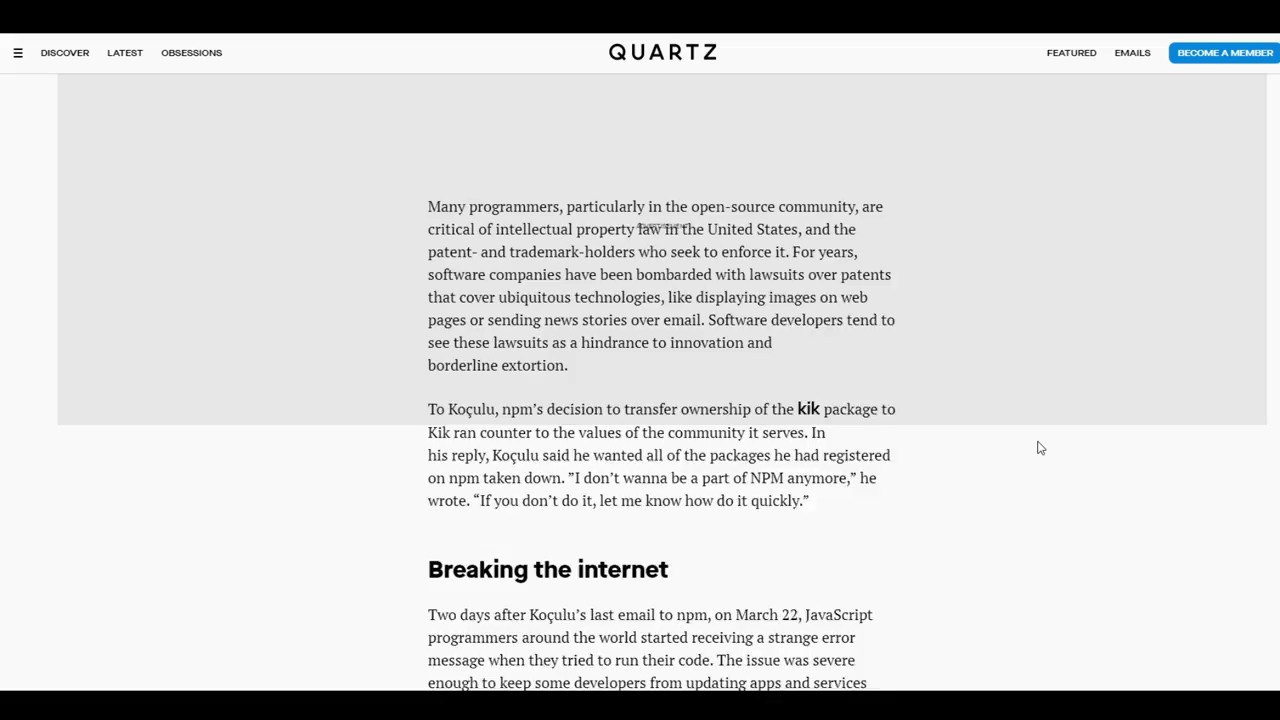 ☰ DISCOVER LATEST OBSESSIONS QUARTZ FEATURED EMAILS BECOME A MEMBER
Many programmers, particularly in the open-source community, are
critical of intellectual property law in the United States, and the
patent- and trademark-holders who seek to enforce it. For years,
software companies have been bombarded with lawsuits over patents
that cover ubiquitous technologies, like displaying images on web
pages or sending news stories over email. Software developers tend to
see these lawsuits as a hindrance to innovation and
borderline extortion.
To Koçulu, npm’s decision to transfer ownership of the kik package to
Kik ran counter to the values of the community it serves. In
his reply, Koçulu said he wanted all of the packages he had registered
on npm taken down. ”I don’t wanna be a part of NPM anymore,” he
wrote. “If you don’t do it, let me know how do it quickly.”
Breaking the internet
Two days after Koçulu’s last email to npm, on March 22, JavaScript
programmers around the world started receiving a strange error
message when they tried to run their code. The issue was severe
enough to keep some developers from updating apps and services